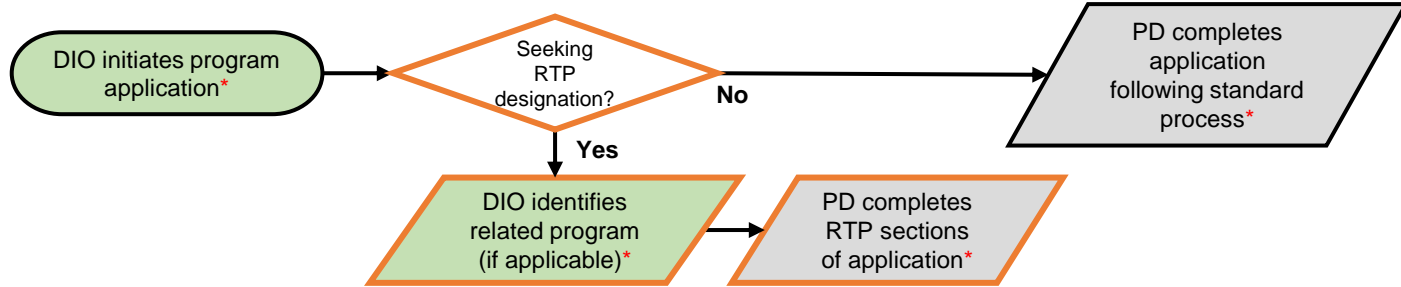 DIO initiates program
application*
Seeking
RTP
designation?
No
PD completes
application
following standard
process*
Yes
DIO identifies
related program
(if applicable)*
PD completes
RTP sections
of application*